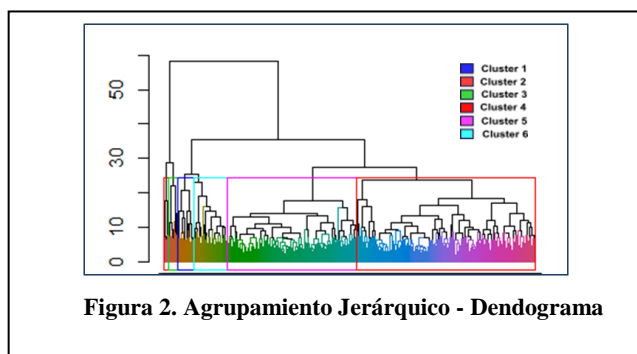 50
30
10
0
Cluster 1
Cluster 2
Cluster 3
Cluster 4
Cluster 5
Cluster 6
Figura 2. Agrupamiento Jerárquico - Dendograma